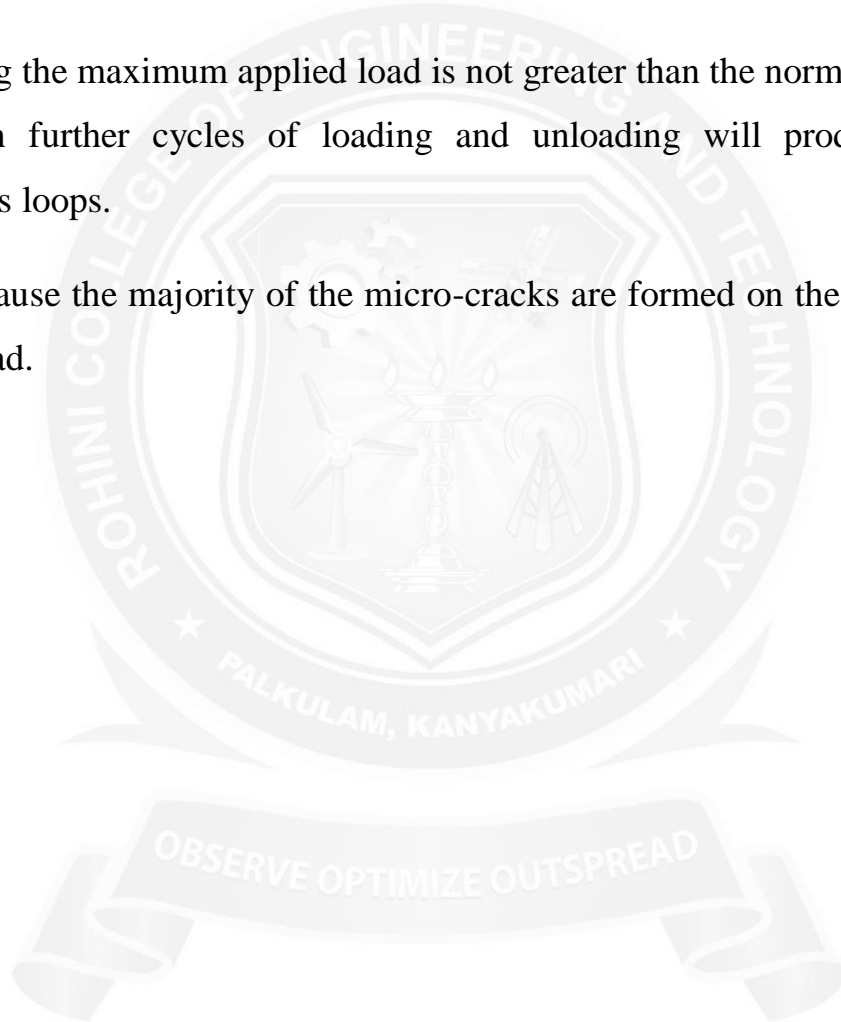 g the maximum applied load is not greater than the norm
n further cycles of loading and unloading will proc
s loops.
ause the majority of the micro-cracks are formed on the
ad.
ROHINI COLLEGE OF ENGINEERING AND TECHNOLOGY
PALKULAM, KANYAKUMARI
OBSERVE OPTIMIZE OUTSPREAD